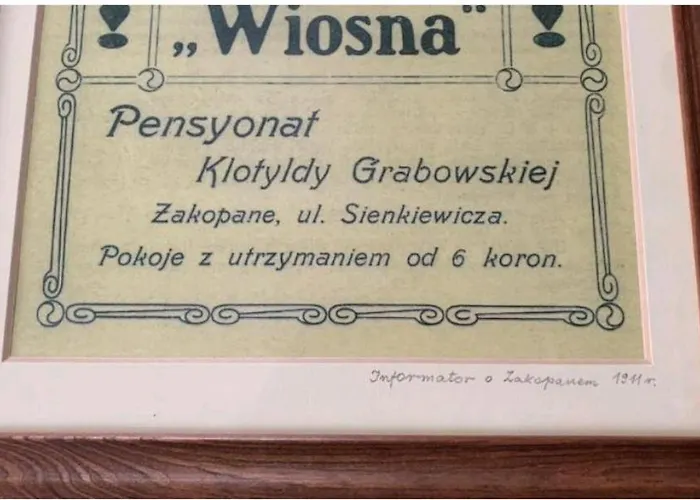 „Wiosna“
Pensyonat
Klotyldy Grabowskiej
Zakopane, ul. Sienkiewicza.
Pokoje z utrzymaniem od 6 koron.
Informator o Zakopanem 1911 r.